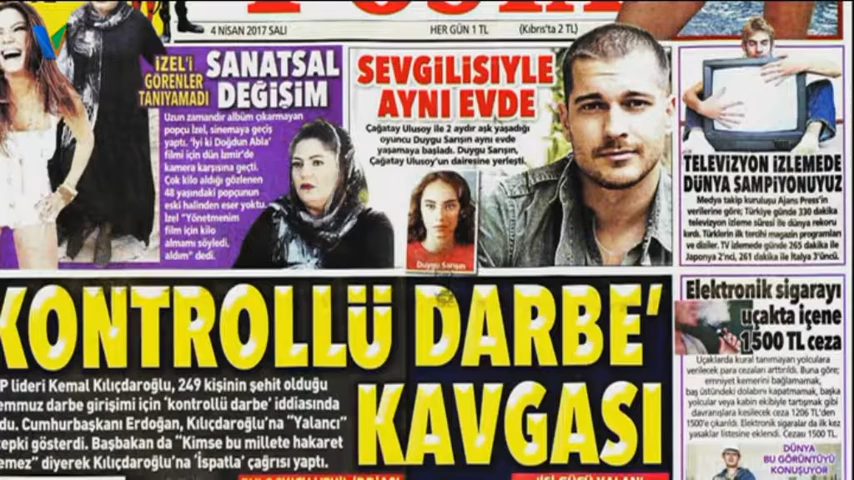 4 NİSAN 2017 SALI
HER GÜN 1 TL
(Kıbrıs'ta 2 TL)
İZEL'i
GÖRENLER
TANIYAMADI
SANATSAL
DEĞİŞİM
Uzun zamandır albüm çıkarmayan
popçu İzel, sinemaya geçiş
yaptı. 'İyi ki Doğdun Abla'
filmi için dün İzmir'de
kamera karşısına geçti.
Çok kilo aldığı gözlenen
48 yaşındaki popçunun
eski halinden eser yoktu.
İzel "Yönetmenim
film için kilo
almamı söyledi,
aldım" dedi.
SEVGİLİSİYLE
AYNI EVDE
Çağatay Ulusoy ile 2 aydır aşk yaşadığı
oyuncu Duygu Sarışın aynı evde
yaşamaya başladı. Duygu Sarışın,
Çağatay Ulusoy'un dairesine yerleşti.
Duygu Sarışın
TELEVİZYON İZLEMEDE
DÜNYA ŞAMPİYONUYUZ
Medya takip kuruluşu Ajans Press'in
verilerine göre; Türkiye günde 330 dakika
televizyon izleme süresi ile dünya rekoru
kırdı. Türklerin ilk tercihi magazin programları
ve diziler. TV izlemede günde 265 dakika ile
Japonya 2'nci, 261 dakika ile İtalya 3'üncü.
KONTROLLÜ DARBE'
KAVGASI
P lideri Kemal Kılıçdaroğlu, 249 kişinin şehit olduğu
emmuz darbe girişimi için 'kontrollü darbe' iddiasında
du. Cumhurbaşkanı Erdoğan, Kılıçdaroğlu'na "Yalancı"
epki gösterdi. Başbakan da "Kimse bu millete hakaret
emez" diyerek Kılıçdaroğlu'na 'İspatla' çağrısı yaptı.
Elektronik sigarayı
uçakta içene
1500 TL ceza
Uçaklarda kural tanımayan yolculara
verilecek para cezaları arttırıldı. Buna göre;
emniyet kemerini bağlamamak,
baş üstündeki dolabını kapatmamak, başka
yolcular veya kabin ekibiyle tartışmak gibi
davranışlara kesilecek ceza 1206 TL'den
1500'e çıkarıldı. Elektronik sigaralar da ilk kez
yasaklar listesine eklendi. Cezası 1500 TL.
DÜNYA
BU GÖRÜNTÜYÜ
KONUŞUYOR